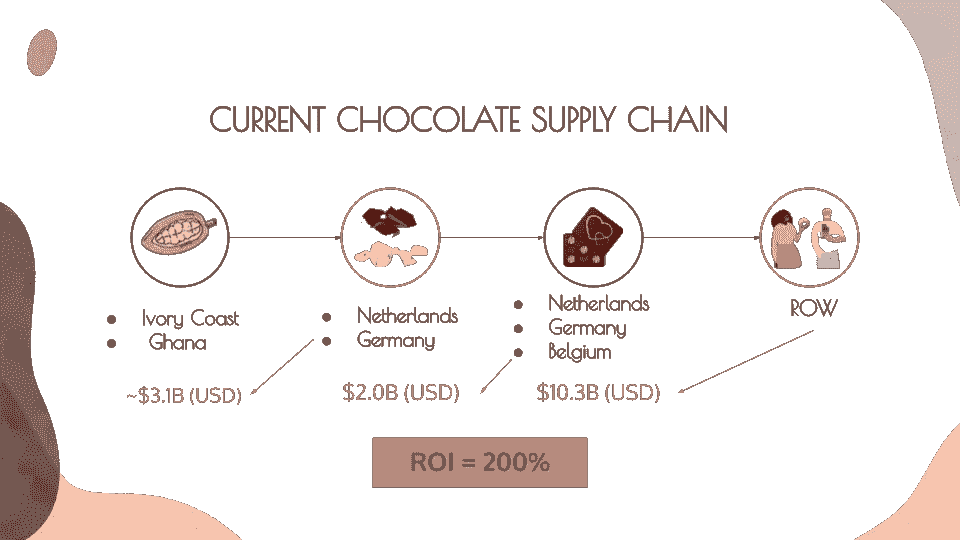 CURRENT CHOCOLATE SUPPLY CHAIN
● Ivory Coast
● Ghana
~$3.1B (USD)
● Netherlands
● Germany
$2.0B (USD)
● Netherlands
● Germany
● Belgium
$10.3B (USD)
ROW
ROI = 200%